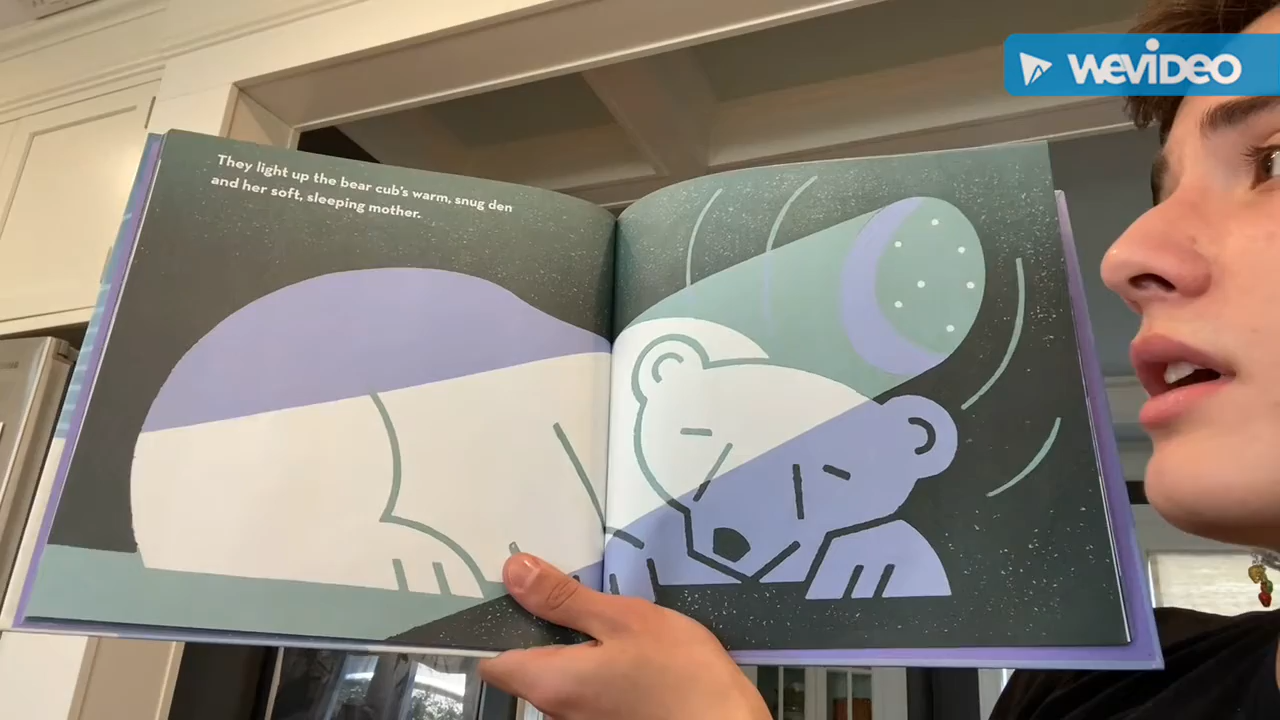 They light up the bear cub's warm, snug den
and her soft, sleeping mother.
WEVIDEO